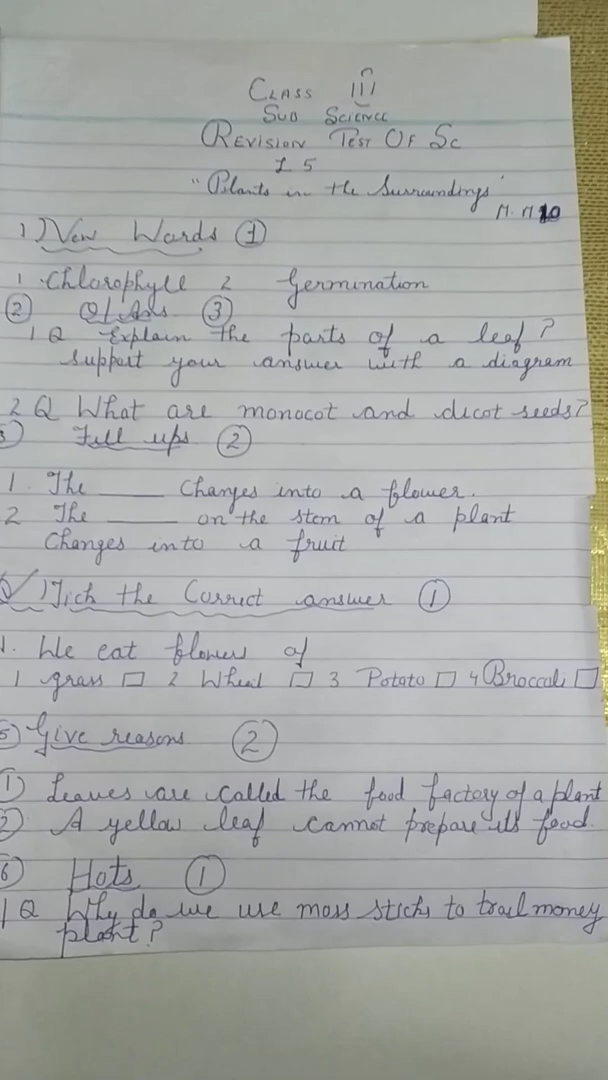 Class III
Sub Science
Revision Test Of Sc
L 5
"Plants in the Surroundings"
M.M 10
1) New Words ①
1 Chlorophyll 2 Germination
② Q/Ans ③
1 Q Explain the parts of a leaf?
support your answer with a diagram
2 Q What are monocot and dicot seeds?
3) Fill ups ②
1. The ____ changes into a flower.
2 The ____ on the stem of a plant
changes into a fruit
) Tick the Correct answer ①
1. We eat flowers of
1 grass □ 2 Wheat □ 3 Potato □ 4 Broccoli □
5) Give reasons ②
① Leaves are called the food factory of a plant
② A yellow leaf cannot prepare its food.
6 Hots ①
1 Q Why do we use moss sticks to trail money
plant?